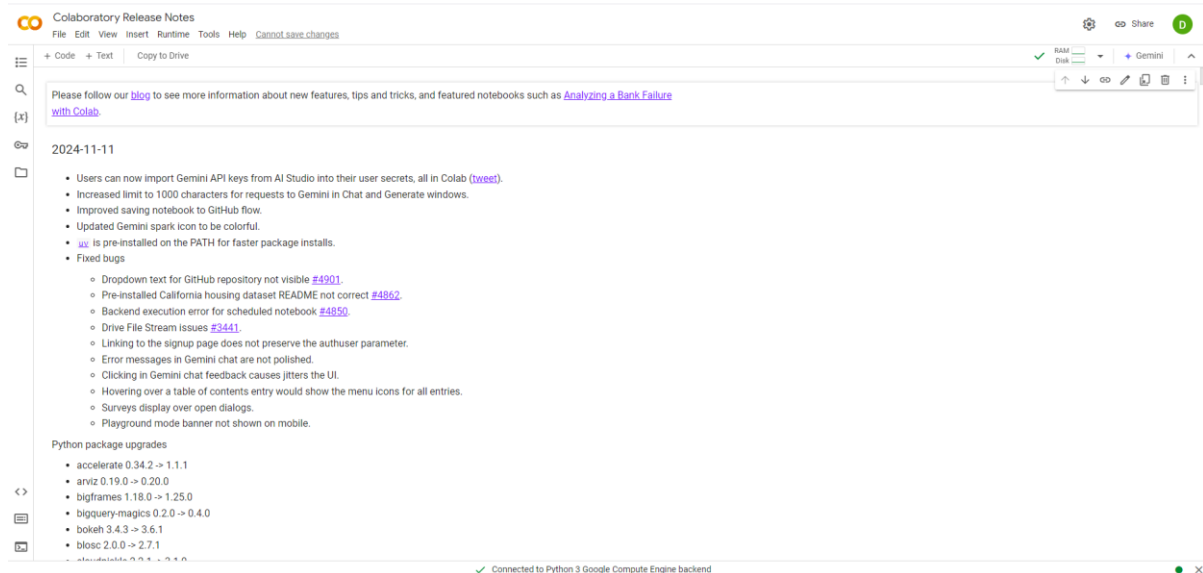 Colaboratory Release Notes
File Edit View Insert Runtime Tools Help Cannot save changes
Share
D
+ Code + Text Copy to Drive
RAM
Disk
Gemini
Please follow our blog to see more information about new features, tips and tricks, and featured notebooks such as Analyzing a Bank Failure
with Colab.
{x}
2024-11-11
• Users can now import Gemini API keys from AI Studio into their user secrets, all in Colab (tweet).
• Increased limit to 1000 characters for requests to Gemini in Chat and Generate windows.
• Improved saving notebook to GitHub flow.
• Updated Gemini spark icon to be colorful.
• uv is pre-installed on the PATH for faster package installs.
• Fixed bugs
◦ Dropdown text for GitHub repository not visible #4901.
◦ Pre-installed California housing dataset README not correct #4862.
◦ Backend execution error for scheduled notebook #4850.
◦ Drive File Stream issues #3441.
◦ Linking to the signup page does not preserve the authuser parameter.
◦ Error messages in Gemini chat are not polished.
◦ Clicking in Gemini chat feedback causes jitters the UI.
◦ Hovering over a table of contents entry would show the menu icons for all entries.
◦ Surveys display over open dialogs.
◦ Playground mode banner not shown on mobile.
Python package upgrades
• accelerate 0.34.2 -> 1.1.1
• arviz 0.19.0 -> 0.20.0
• bigframes 1.18.0 -> 1.25.0
• bigquery-magics 0.2.0 -> 0.4.0
• bokeh 3.4.3 -> 3.6.1
• blosc 2.0.0 -> 2.7.1
Connected to Python 3 Google Compute Engine backend